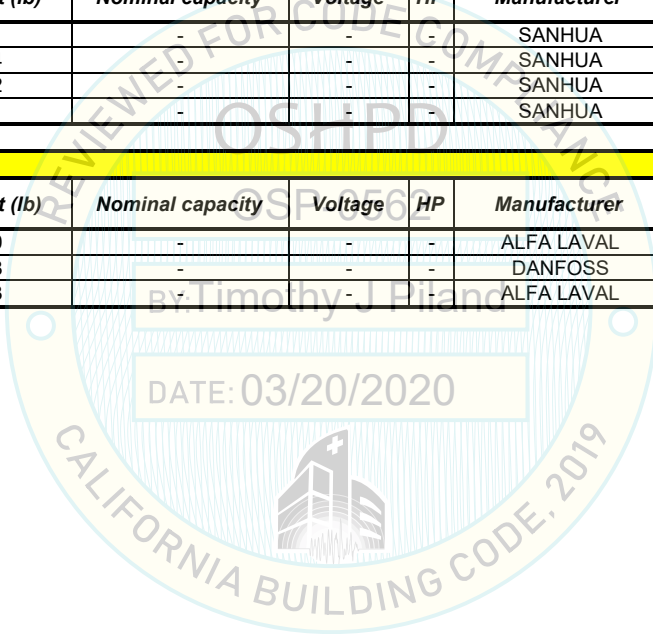 t (lb) Nominal capacity Voltage HP Manufacturer
- - - SANHUA
- - - SANHUA
2 - - - SANHUA
- - - SANHUA
t (lb) Nominal capacity Voltage HP Manufacturer
- - - ALFA LAVAL
- - - DANFOSS
- - - ALFA LAVAL
REVIEWED FOR CODE COMPLIANCE
OSHPD
OSP-0562
BY: Timothy J Piland
DATE: 03/20/2020
CALIFORNIA BUILDING CODE, 2019